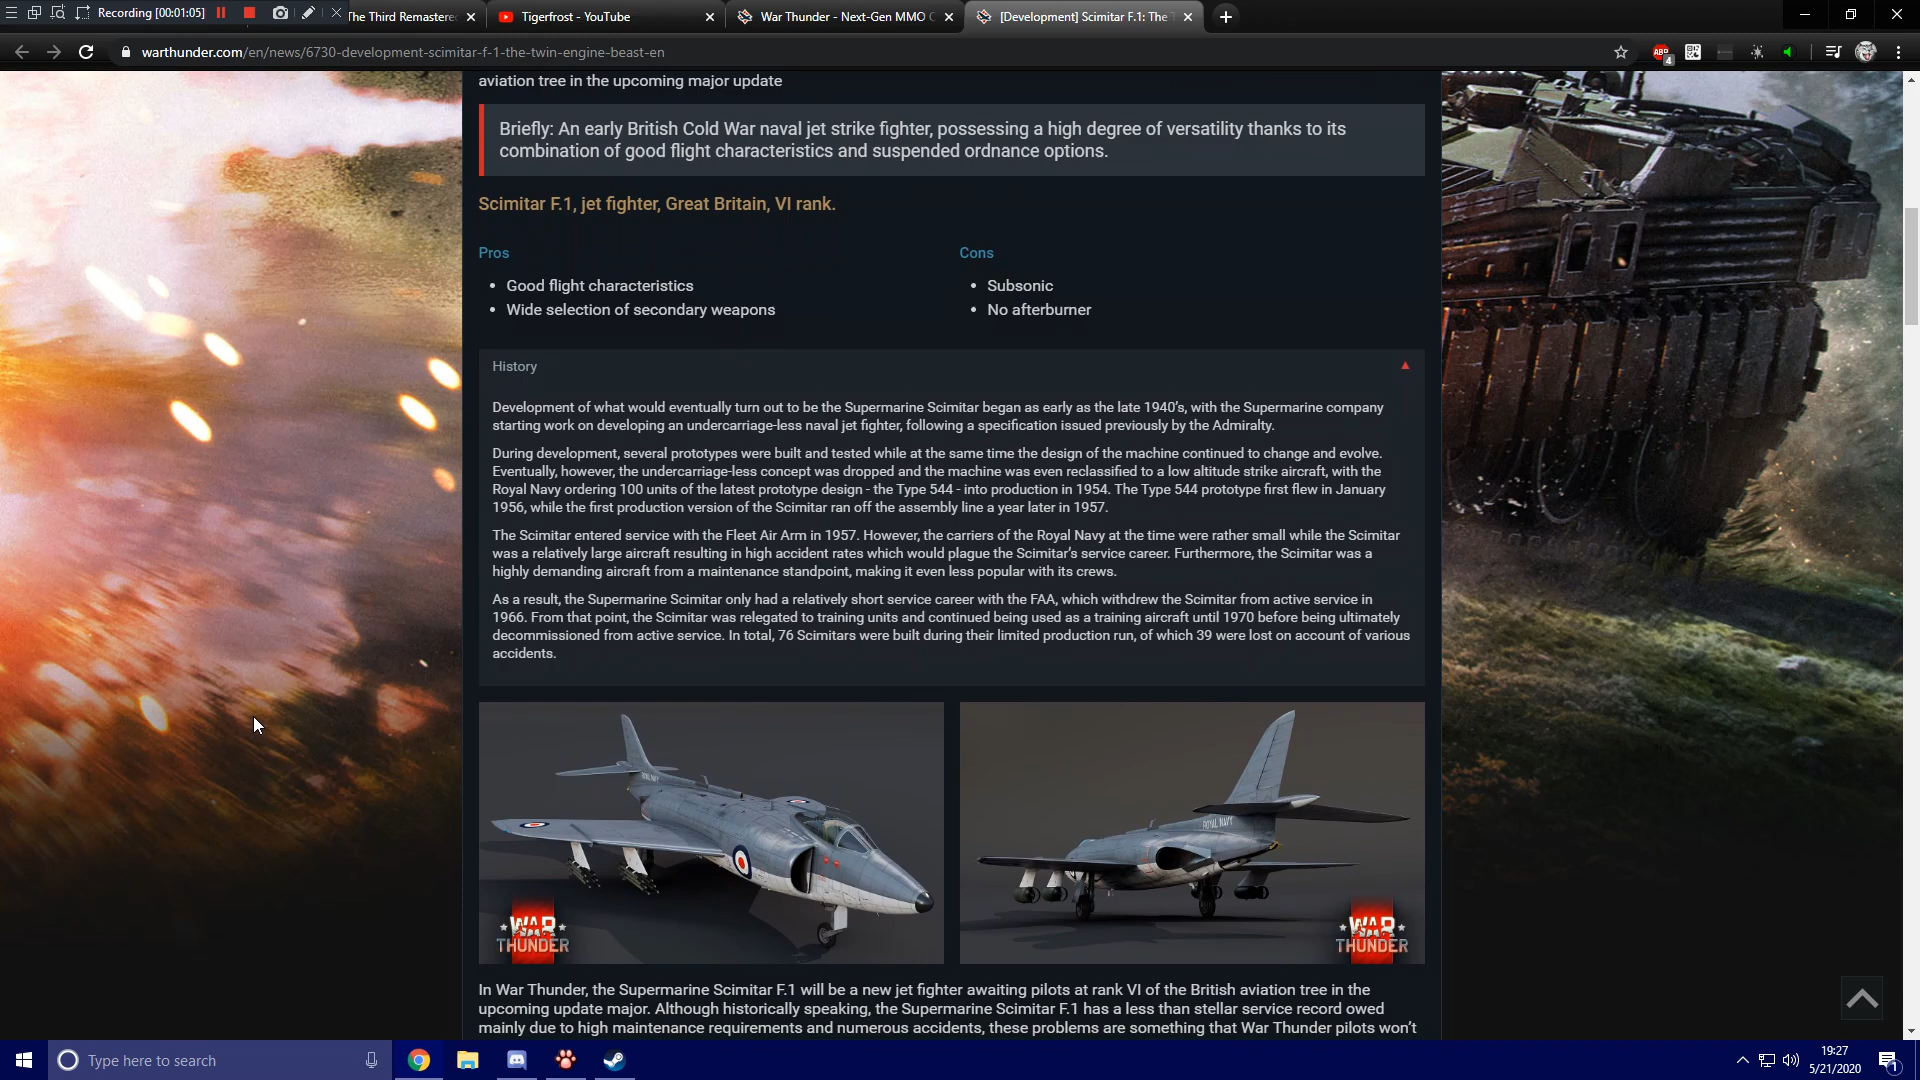 Recording [00:01:05]
The Third Remastere
Tigerfrost - YouTube
War Thunder - Next-Gen MMO C
[Development] Scimitar F.1: The T
warthunder.com/en/news/6730-development-scimitar-f-1-the-twin-engine-beast-en
ABP
4
aviation tree in the upcoming major update
Briefly: An early British Cold War naval jet strike fighter, possessing a high degree of versatility thanks to its
combination of good flight characteristics and suspended ordnance options.
Scimitar F.1, jet fighter, Great Britain, VI rank.
Pros
• Good flight characteristics
• Wide selection of secondary weapons
Cons
• Subsonic
• No afterburner
History
Development of what would eventually turn out to be the Supermarine Scimitar began as early as the late 1940's, with the Supermarine company
starting work on developing an undercarriage-less naval jet fighter, following a specification issued previously by the Admiralty.
During development, several prototypes were built and tested while at the same time the design of the machine continued to change and evolve.
Eventually, however, the undercarriage-less concept was dropped and the machine was even reclassified to a low altitude strike aircraft, with the
Royal Navy ordering 100 units of the latest prototype design - the Type 544 - into production in 1954. The Type 544 prototype first flew in January
1956, while the first production version of the Scimitar ran off the assembly line a year later in 1957.
The Scimitar entered service with the Fleet Air Arm in 1957. However, the carriers of the Royal Navy at the time were rather small while the Scimitar
was a relatively large aircraft resulting in high accident rates which would plague the Scimitar's service career. Furthermore, the Scimitar was a
highly demanding aircraft from a maintenance standpoint, making it even less popular with its crews.
As a result, the Supermarine Scimitar only had a relatively short service career with the FAA, which withdrew the Scimitar from active service in
1966. From that point, the Scimitar was relegated to training units and continued being used as a training aircraft until 1970 before being ultimately
decommissioned from active service. In total, 76 Scimitars were built during their limited production run, of which 39 were lost on account of various
accidents.
ROYAL NAVY
WAR
THUNDER
ROYAL NAVY
WAR
THUNDER
In War Thunder, the Supermarine Scimitar F.1 will be a new jet fighter awaiting pilots at rank VI of the British aviation tree in the
upcoming update major. Although historically speaking, the Supermarine Scimitar F.1 has a less than stellar service record owed
mainly due to high maintenance requirements and numerous accidents, these problems are something that War Thunder pilots won't
Type here to search
19:27
5/21/2020
1